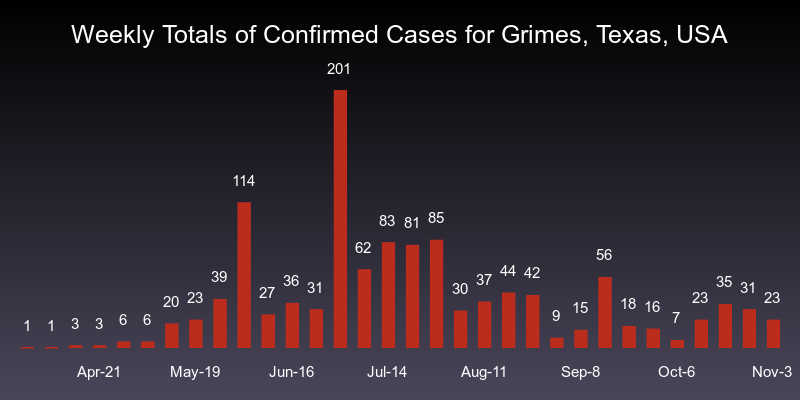 Weekly Totals of Confirmed Cases for Grimes, Texas, USA
1 1 3 3 6 6 20 23 39 114 27 36 31 201 62 83 81 85 30 37 44 42 9 15 56 18 16 7 23 35 31 23
Apr-21 May-19 Jun-16 Jul-14 Aug-11 Sep-8 Oct-6 Nov-3